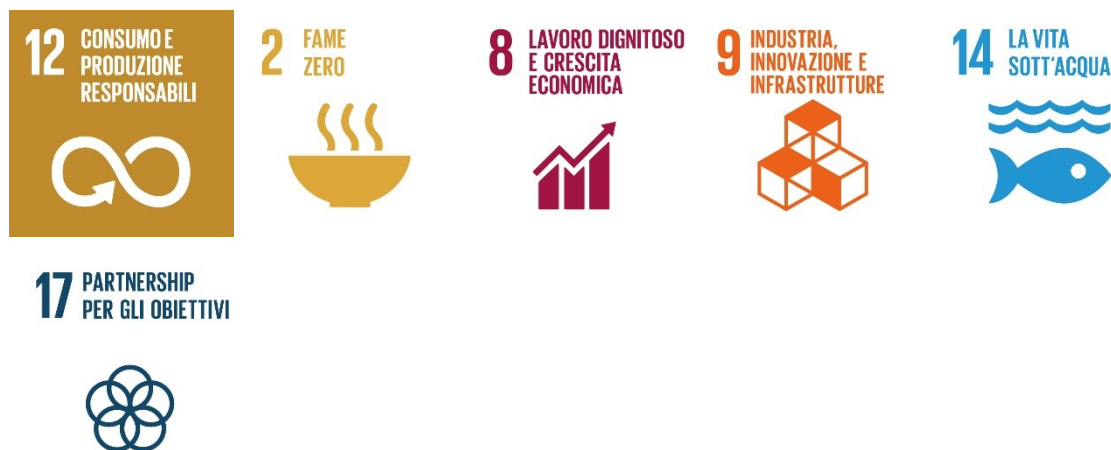 12 CONSUMO E
PRODUZIONE
RESPONSABILI
2 FAME
ZERO
8 LAVORO DIGNITOSO
E CRESCITA
ECONOMICA
9 INDUSTRIA,
INNOVAZIONE E
INFRASTRUTTURE
14 LA VITA
SOTT'ACQUA
17 PARTNERSHIP
PER GLI OBIETTIVI